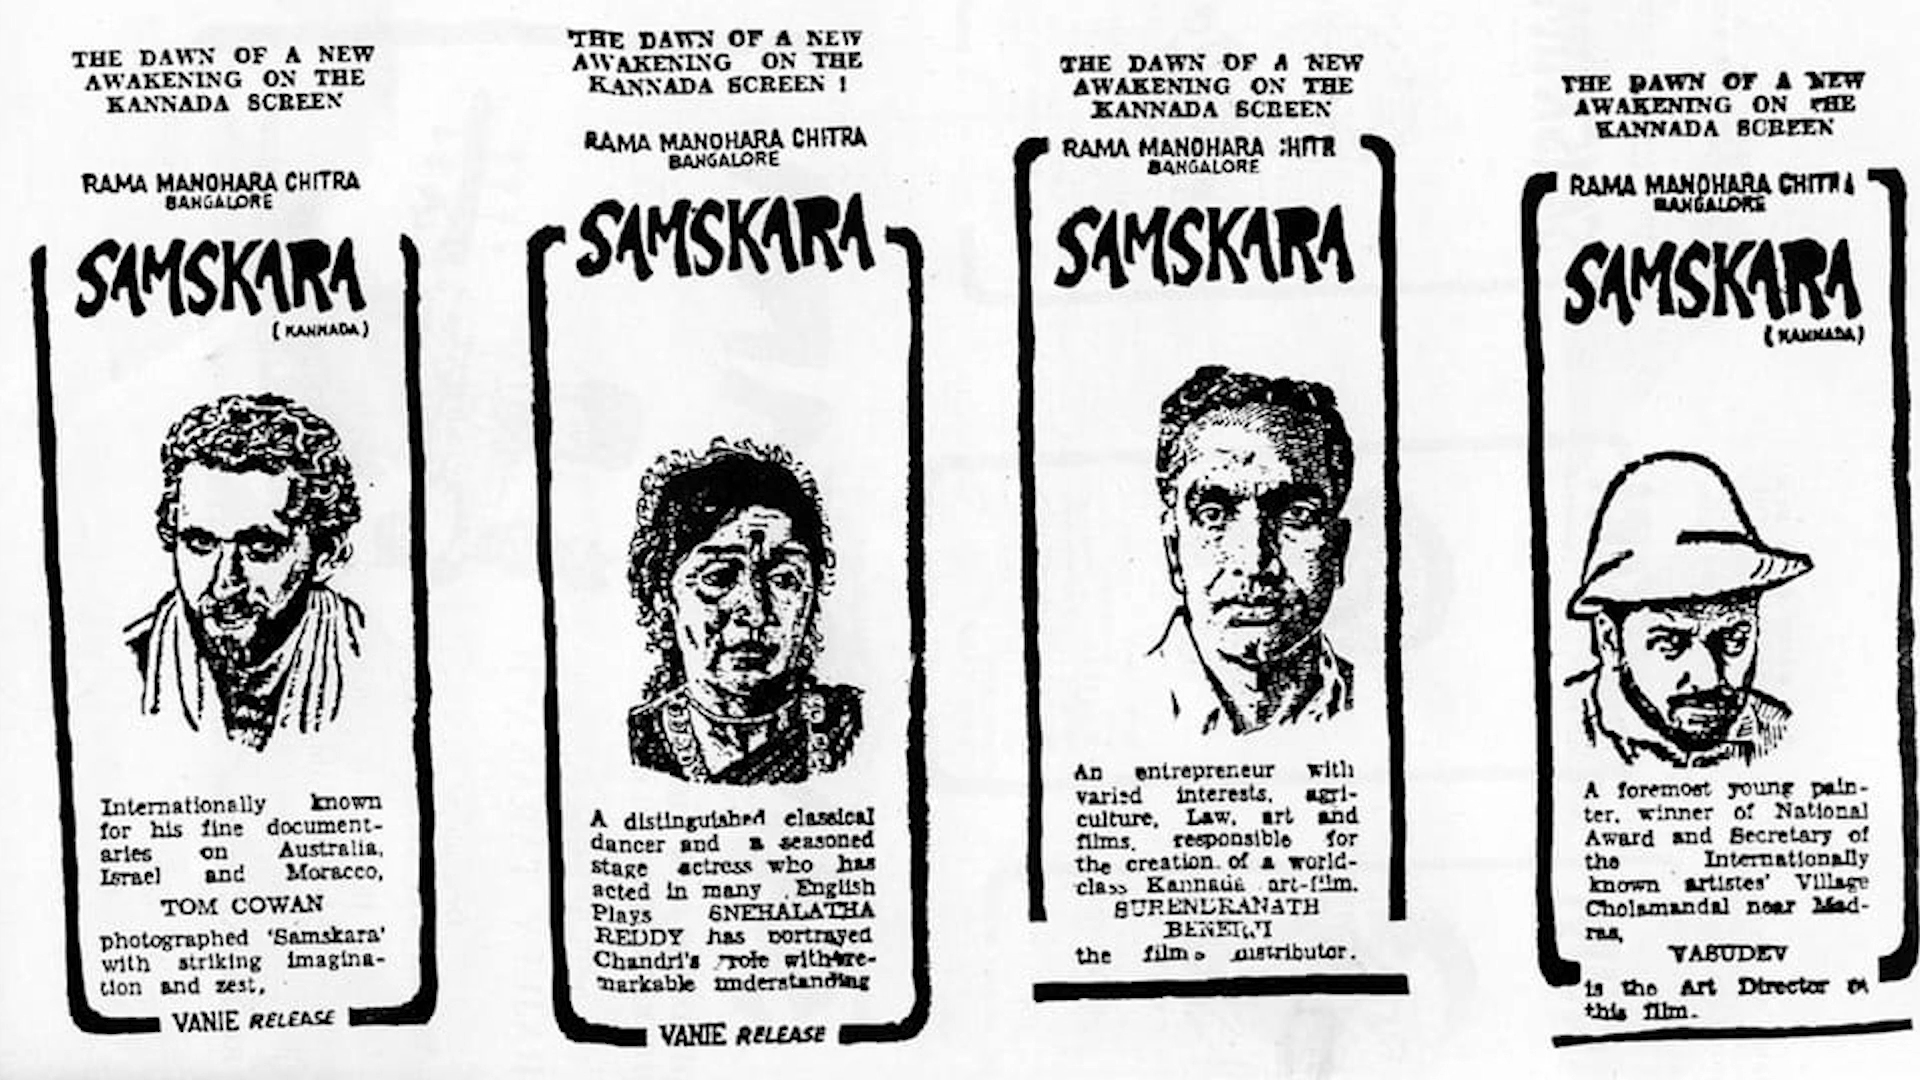 THE DAWN OF A NEW
AWAKENING ON THE
KANNADA SCREEN
RAMA MANOHARA CHITRA
BANGALORE
SAMSKARA
(KANNADA)
Internationally known
for his fine document-
aries on Australia,
Israel and Moracco,
TOM COWAN
photographed 'Samskara'
with striking imagina-
tion and zest,
VANIE RELEASE
THE DAWN OF A NEW
AWAKENING ON THE
KANNADA SCREEN !
RAMA MANOHARA CHITRA
BANGALORE
SAMSKARA
A distinguished classical
dancer and a seasoned
stage actress who has
acted in many English
Plays SNEHALATHA
REDDY has portrayed
Chandri's role with re-
markable understanding
VANIE RELEASE
THE DAWN OF A NEW
AWAKENING ON THE
KANNADA SCREEN
RAMA MANOHARA CHITR
BANGALORE
SAMSKARA
An entrepreneur with
varied interests, agri-
culture, Law, art and
films, responsible for
the creation of a world-
class Kannada art-film.
SURENDRANATH
the films distributor.
THE DAWN OF A NEW
AWAKENING ON THE
KANNADA SCREEN
RAMA MANOHARA CHITRA
BANGALORE
SAMSKARA
(KANNADA)
A foremost young pain-
ter, winner of National
Award and Secretary of
the Internationally
known artistes' Village
Cholamandal near Mad-
ras,
VASUDEV
is the Art Director of
this film.